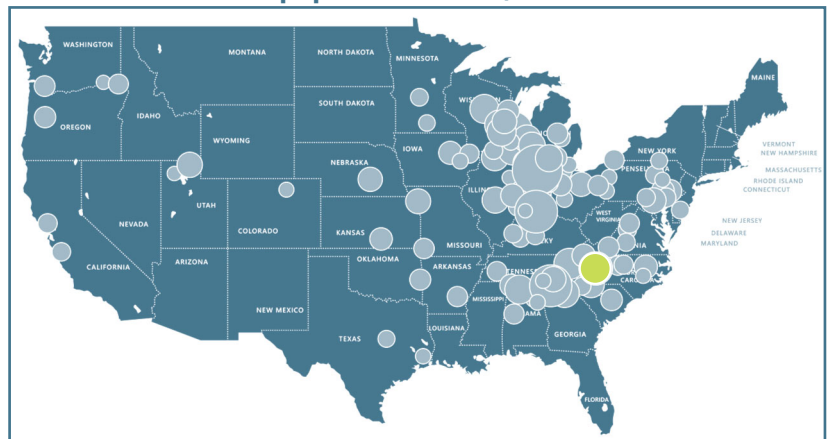 WASHINGTON
MONTANA
NORTH DAKOTA
MINNESOTA
MAINE
OREGON
IDAHO
SOUTH DAKOTA
WYOMING
NEW YORK
VERMONT
NEW HAMPSHIRE
MASSACHUSETTS
RHODE ISLAND
CONNECTICUT
IOWA
NEBRASKA
NEVADA
UTAH
COLORADO
WEST
VIRGINIA
NEW JERSEY
DELAWARE
MARYLAND
KANSAS
MISSOURI
CALIFORNIA
ARIZONA
OKLAHOMA
ARKANSAS
NEW MEXICO
MISSISSIPPI
TEXAS
LOUISIANA
GEORGIA
FLORIDA